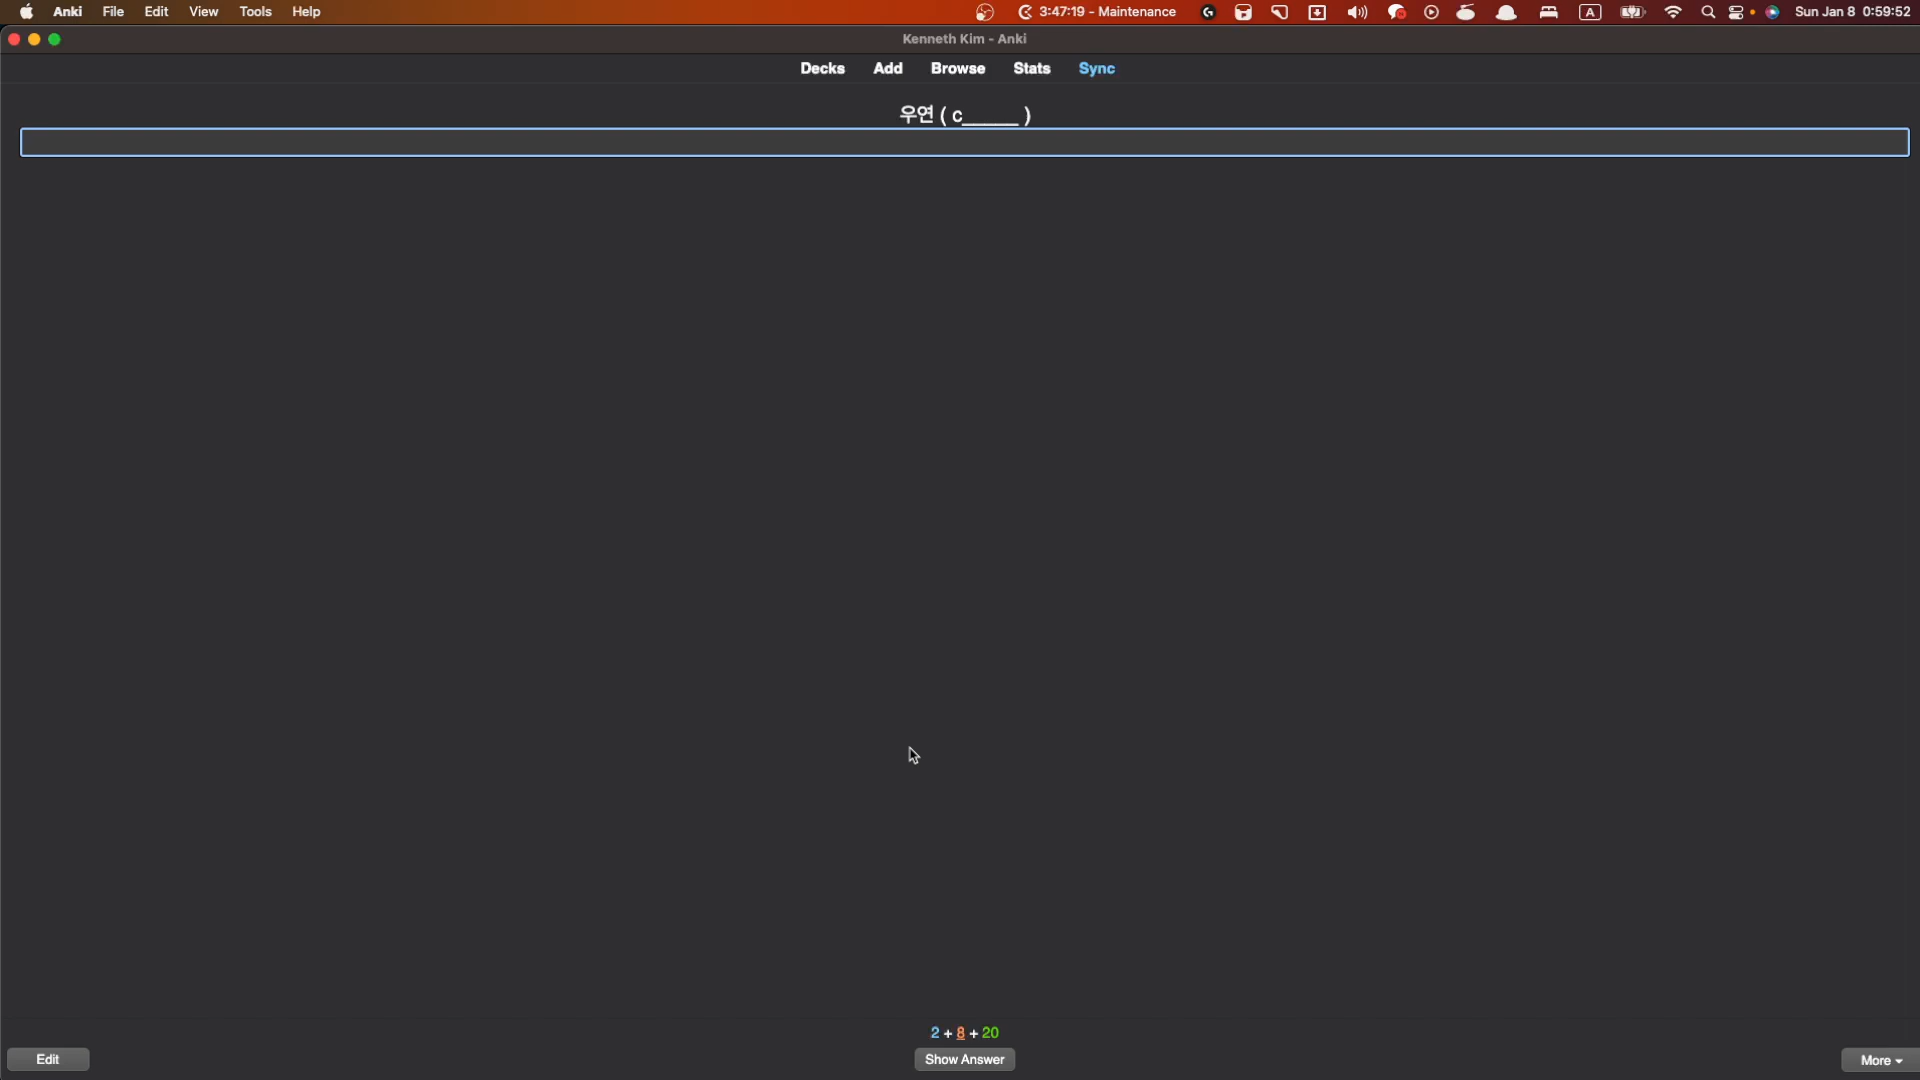 Anki File Edit View Tools Help 3:47:19 - Maintenance A Sun Jan 8 0:59:52
Kenneth Kim - Anki
Decks Add Browse Stats Sync
우연 ( c______ )
2 + 8 + 20
Edit Show Answer More